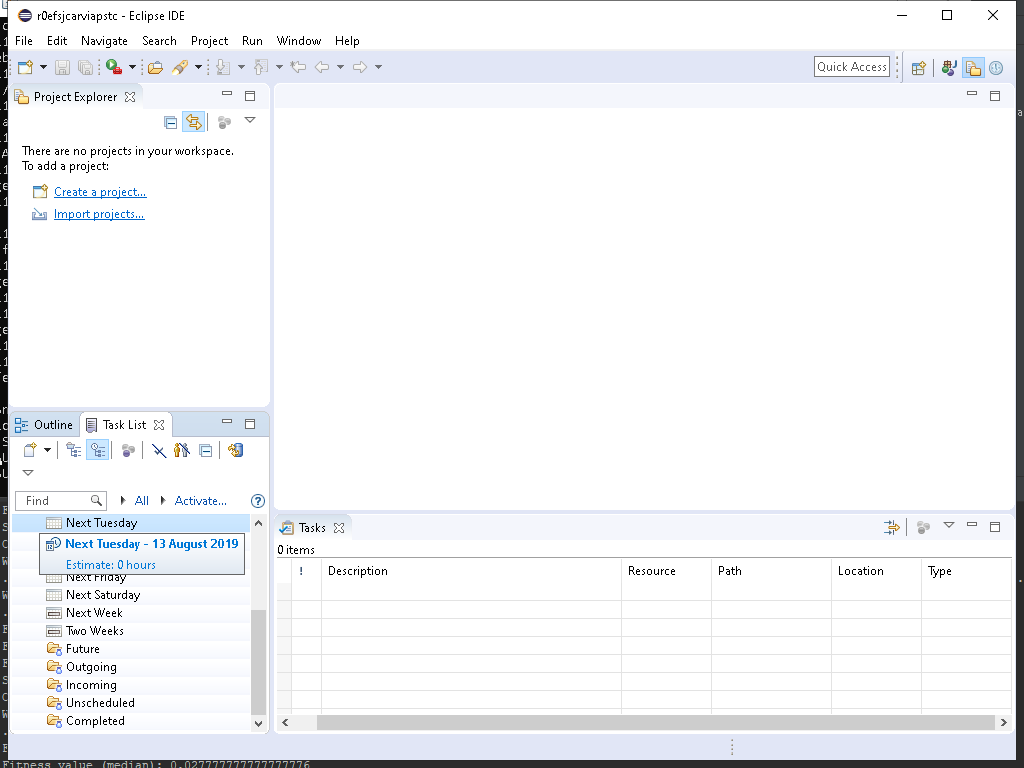 r0efsjcarviapstc - Eclipse IDE
File Edit Navigate Search Project Run Window Help
Quick Access
Project Explorer
There are no projects in your workspace.
To add a project:
Create a project...
Import projects...
Outline Task List
Find All Activate... ?
Next Tuesday
Next Tuesday - 13 August 2019
Estimate: 0 hours
Next Friday
Next Saturday
Next Week
Two Weeks
Future
Outgoing
Incoming
Unscheduled
Completed
Tasks
0 items
! Description Resource Path Location Type
Fitness value (median): 0.027777777777777776